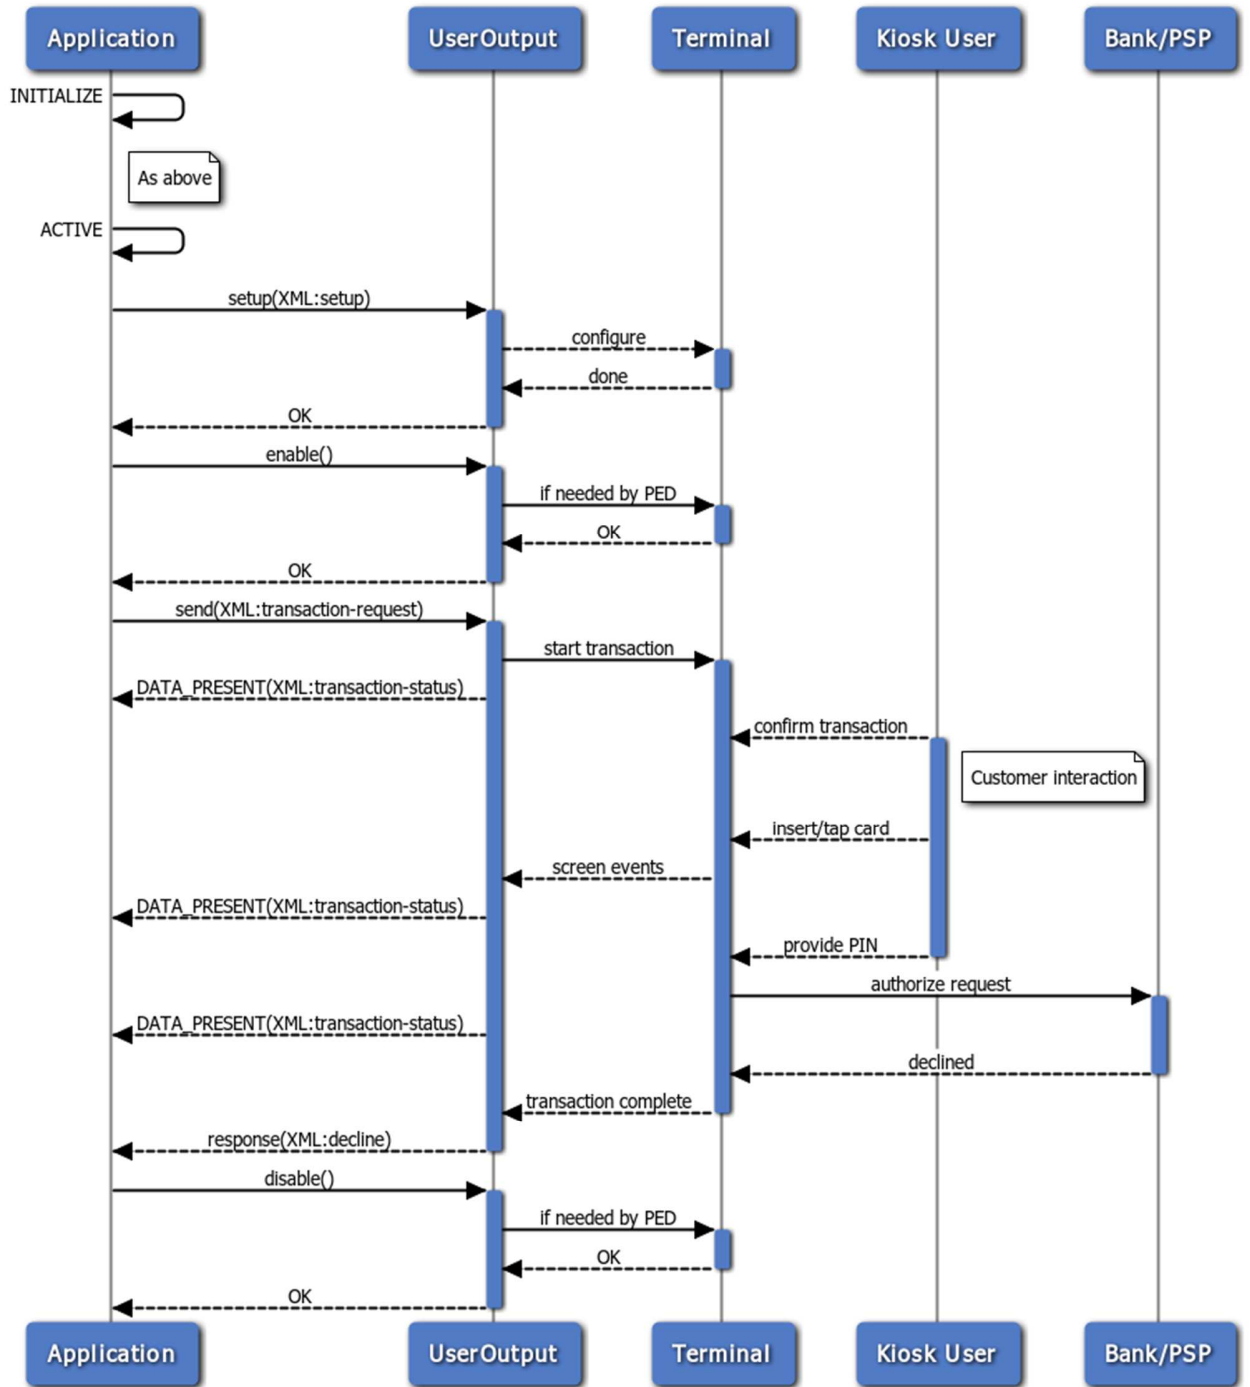 Application
UserOutput
Terminal
Kiosk User
Bank/PSP
INITIALIZE
As above
ACTIVE
setup(XML:setup)
configure
done
OK
enable()
if needed by PED
OK
OK
send(XML:transaction-request)
start transaction
DATA_PRESENT(XML:transaction-status)
confirm transaction
Customer interaction
insert/tap card
screen events
DATA_PRESENT(XML:transaction-status)
provide PIN
authorize request
DATA_PRESENT(XML:transaction-status)
declined
transaction complete
response(XML:decline)
disable()
if needed by PED
OK
OK
Application
UserOutput
Terminal
Kiosk User
Bank/PSP